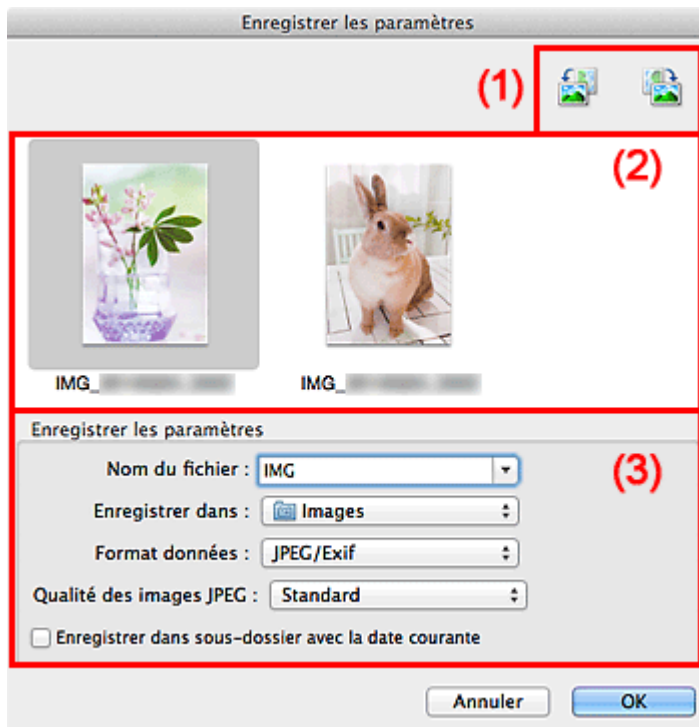 Enregistrer les paramètres
(1)
(2)
IMG_
IMG_
Enregistrer les paramètres
(3)
Nom du fichier : IMG
Enregistrer dans : Images
Format données : JPEG/Exif
Qualité des images JPEG : Standard
Enregistrer dans sous-dossier avec la date courante
Annuler OK